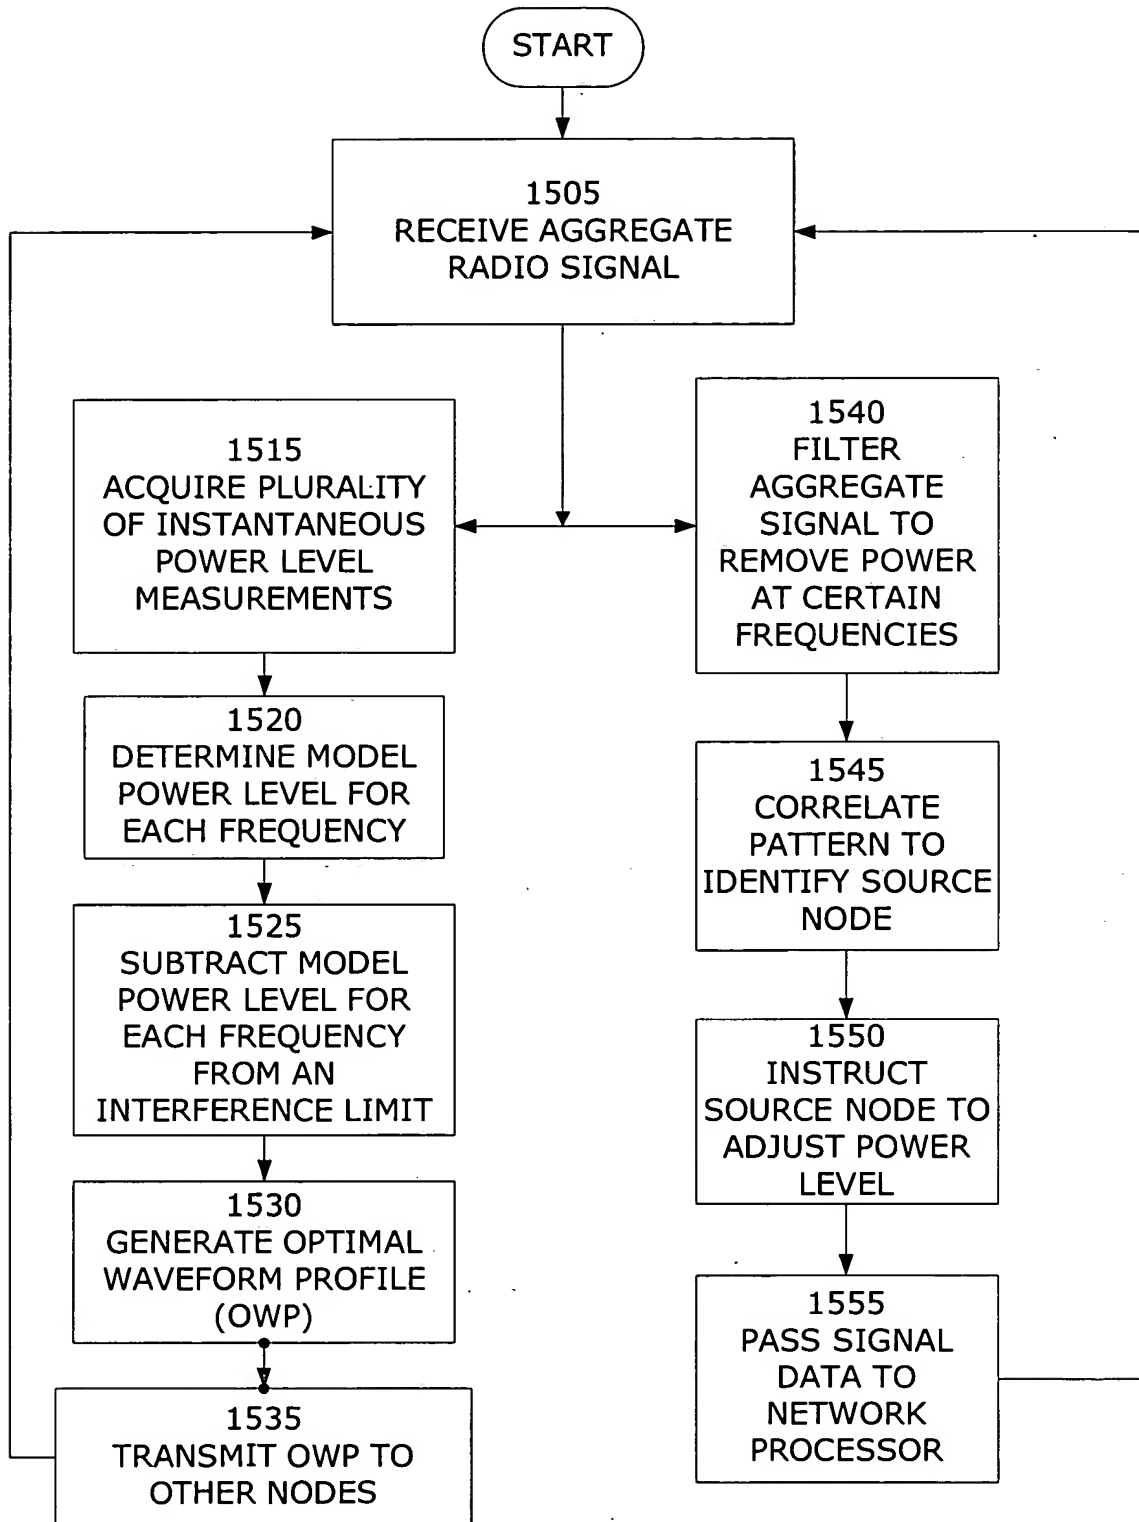 START
1505
RECEIVE AGGREGATE
RADIO SIGNAL
1515
ACQUIRE PLURALITY
OF INSTANTANEOUS
POWER LEVEL
MEASUREMENTS
1520
DETERMINE MODEL
POWER LEVEL FOR
EACH FREQUENCY
1525
SUBTRACT MODEL
POWER LEVEL FOR
EACH FREQUENCY
FROM AN
INTERFERENCE LIMIT
1530
GENERATE OPTIMAL
WAVEFORM PROFILE
(OWP)
1535
TRANSMIT OWP TO
OTHER NODES
1540
FILTER
AGGREGATE
SIGNAL TO
REMOVE POWER
AT CERTAIN
FREQUENCIES
1545
CORRELATE
PATTERN TO
IDENTIFY SOURCE
NODE
1550
INSTRUCT
SOURCE NODE TO
ADJUST POWER
LEVEL
1555
PASS SIGNAL
DATA TO
NETWORK
PROCESSOR